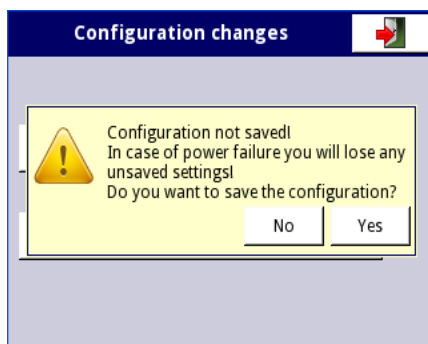 Configuration changes
Configuration not saved!
In case of power failure you will lose any
unsaved settings!
Do you want to save the configuration?
No
Yes